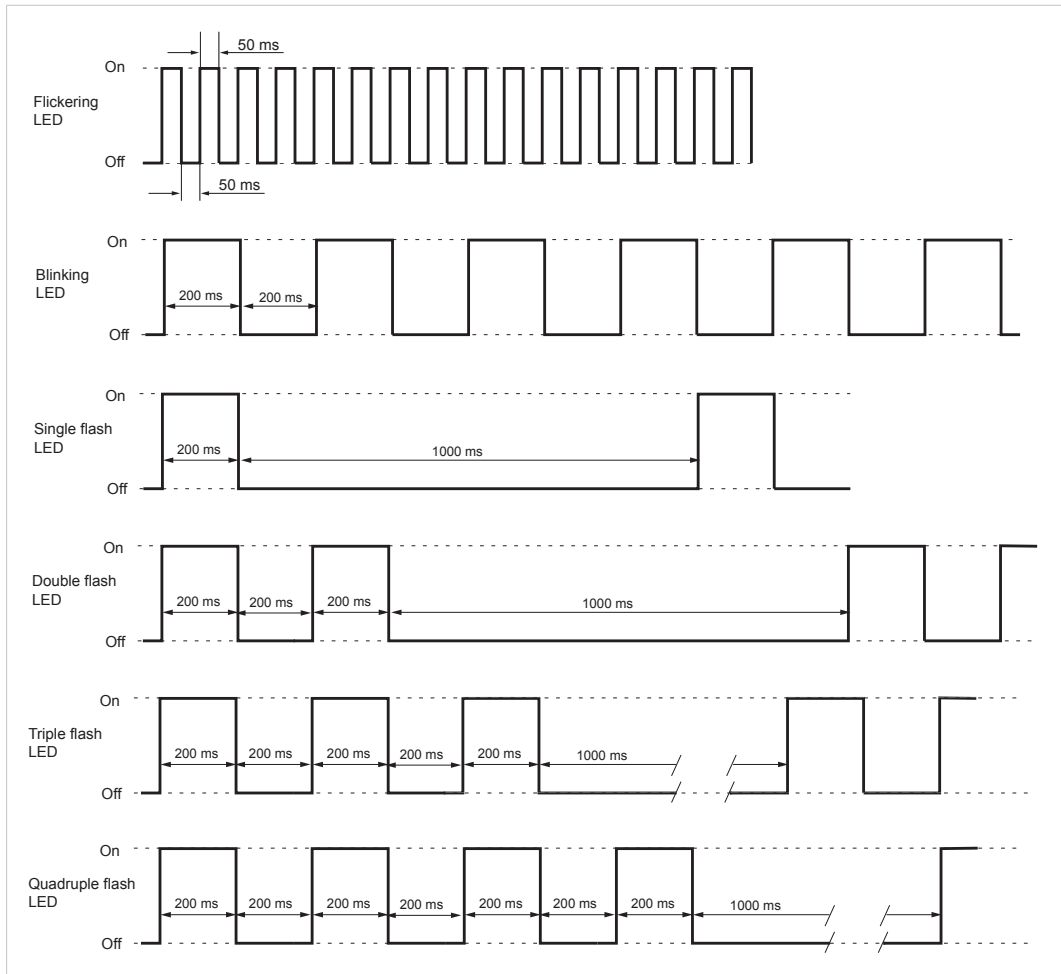 50 ms
On
Flickering
LED
Off
50 ms
On
Blinking
LED
200 ms 200 ms
Off
On
Single flash
LED
200 ms 1000 ms
Off
On
Double flash
LED
200 ms 200 ms 200 ms 1000 ms
Off
On
Triple flash
LED
200 ms 200 ms 200 ms 200 ms 200 ms 1000 ms
Off
On
Quadruple flash
LED
200 ms 200 ms 200 ms 200 ms 200 ms 200 ms 200 ms 1000 ms
Off